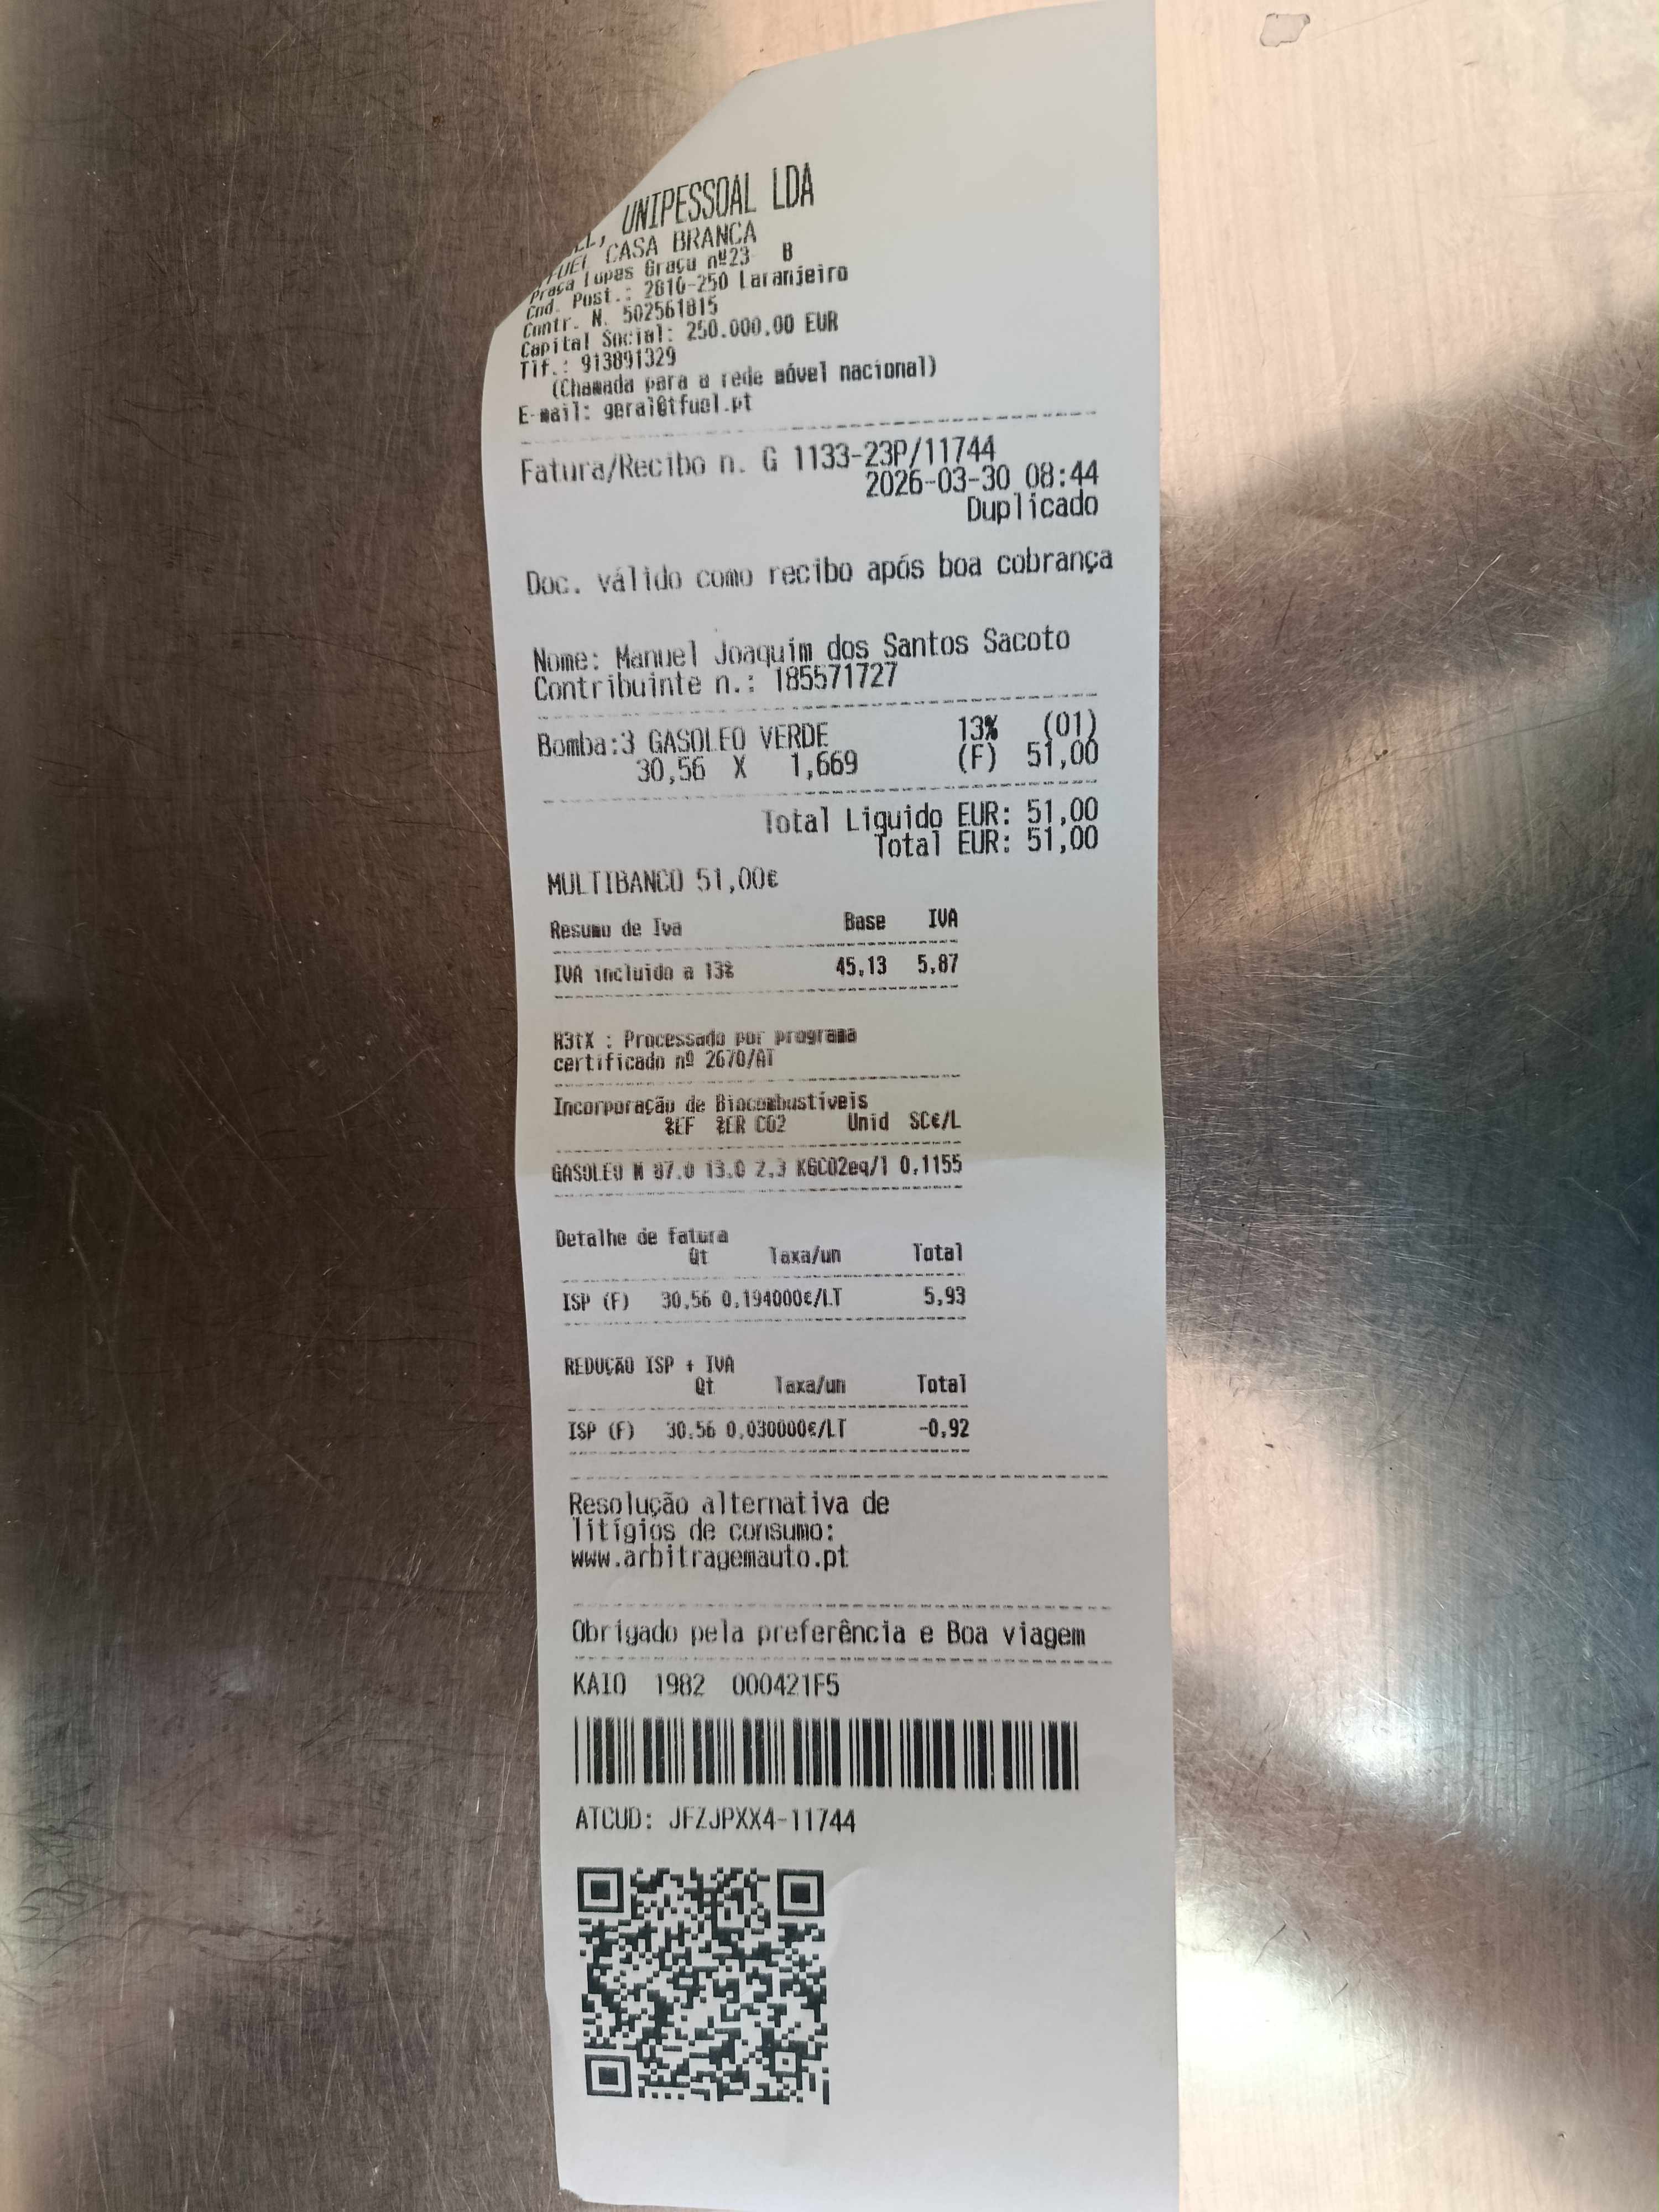 UNIPESSOAL LDA
FUEL CASA BRANCA
Praça Lopes Graça nº23 B
Cod. Post.: 2810-250 Laranjeiro
Contr. N. 502561815
Capital Social: 250.000,00 EUR
Tlf.: 913891329
(Chamada para a rede móvel nacional)
E-mail: geral@tfuel.pt
Fatura/Recibo n. G 1133-23P/11744
2026-03-30 08:44
Duplicado
Doc. válido como recibo após boa cobrança
Nome: Manuel Joaquim dos Santos Sacoto
Contribuinte n.: 185571727
Bomba:3 GASOLEO VERDE 13% (01)
30,56 X 1,669 (F) 51,00
Total Liquido EUR: 51,00
Total EUR: 51,00
MULTIBANCO 51,00€
Resumo de Iva Base IVA
IVA incluido a 13% 45,13 5,87
R3tX : Processado por programa
certificado nº 2670/AT
Incorporação de Biocombustíveis
%EF %ER CO2 Unid SC€/L
GASOLEO N 87.0 13.0 2,3 KGCO2eq/l 0,1155
Detalhe de fatura
Qt Taxa/un Total
ISP (F) 30,56 0,194000€/LT 5,93
REDUÇÃO ISP + IVA
Qt Taxa/un Total
ISP (F) 30,56 0,030000€/LT -0,92
Resolução alternativa de
litígios de consumo:
www.arbitragemauto.pt
Obrigado pela preferência e Boa viagem
KAIO 1982 000421F5
ATCUD: JFZJPXX4-11744